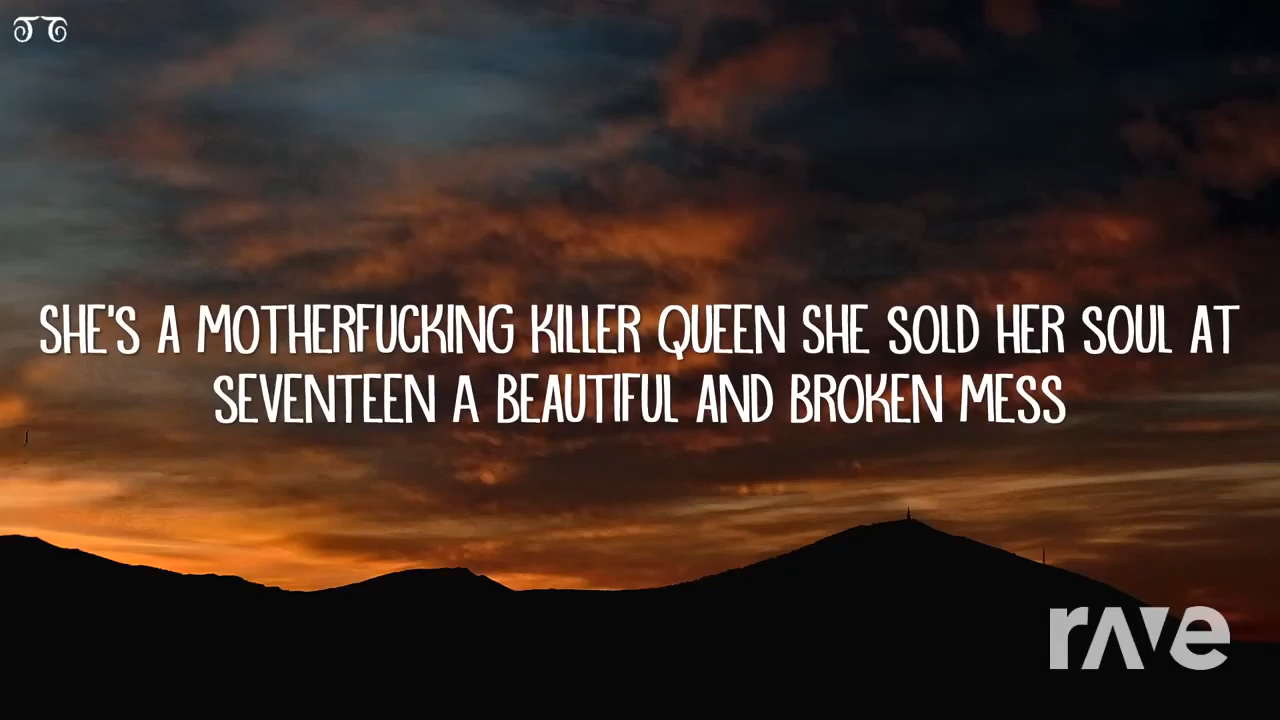 SHE'S A MOTHERFUCKING KILLER QUEEN SHE SOLD HER SOUL AT
SEVENTEEN A BEAUTIFUL AND BROKEN MESS
rave